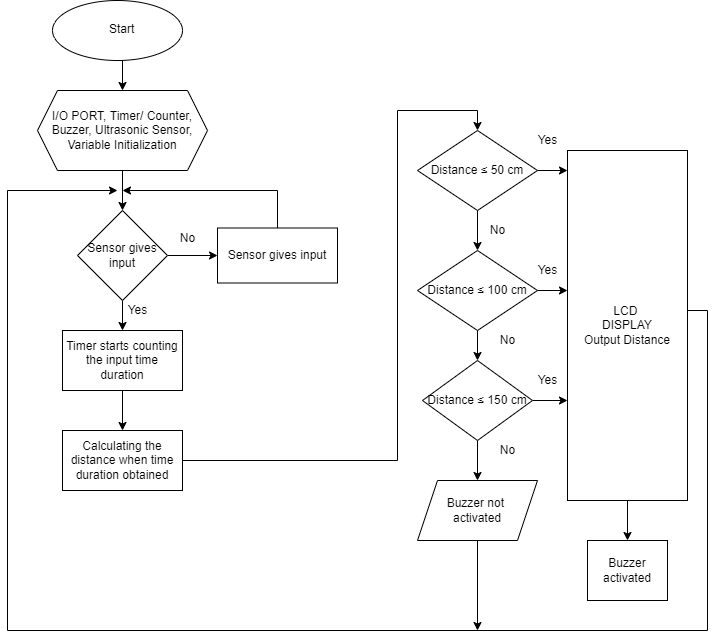 Start
I/O PORT, Timer/ Counter,
Buzzer, Ultrasonic Sensor,
Variable Initialization
Sensor gives
input
No
Sensor gives input
Yes
Timer starts counting
the input time
duration
Calculating the
distance when time
duration obtained
Distance ≤ 50 cm
Yes
No
Distance ≤ 100 cm
Yes
No
Distance ≤ 150 cm
Yes
No
Buzzer not
activated
LCD
DISPLAY
Output Distance
Buzzer
activated